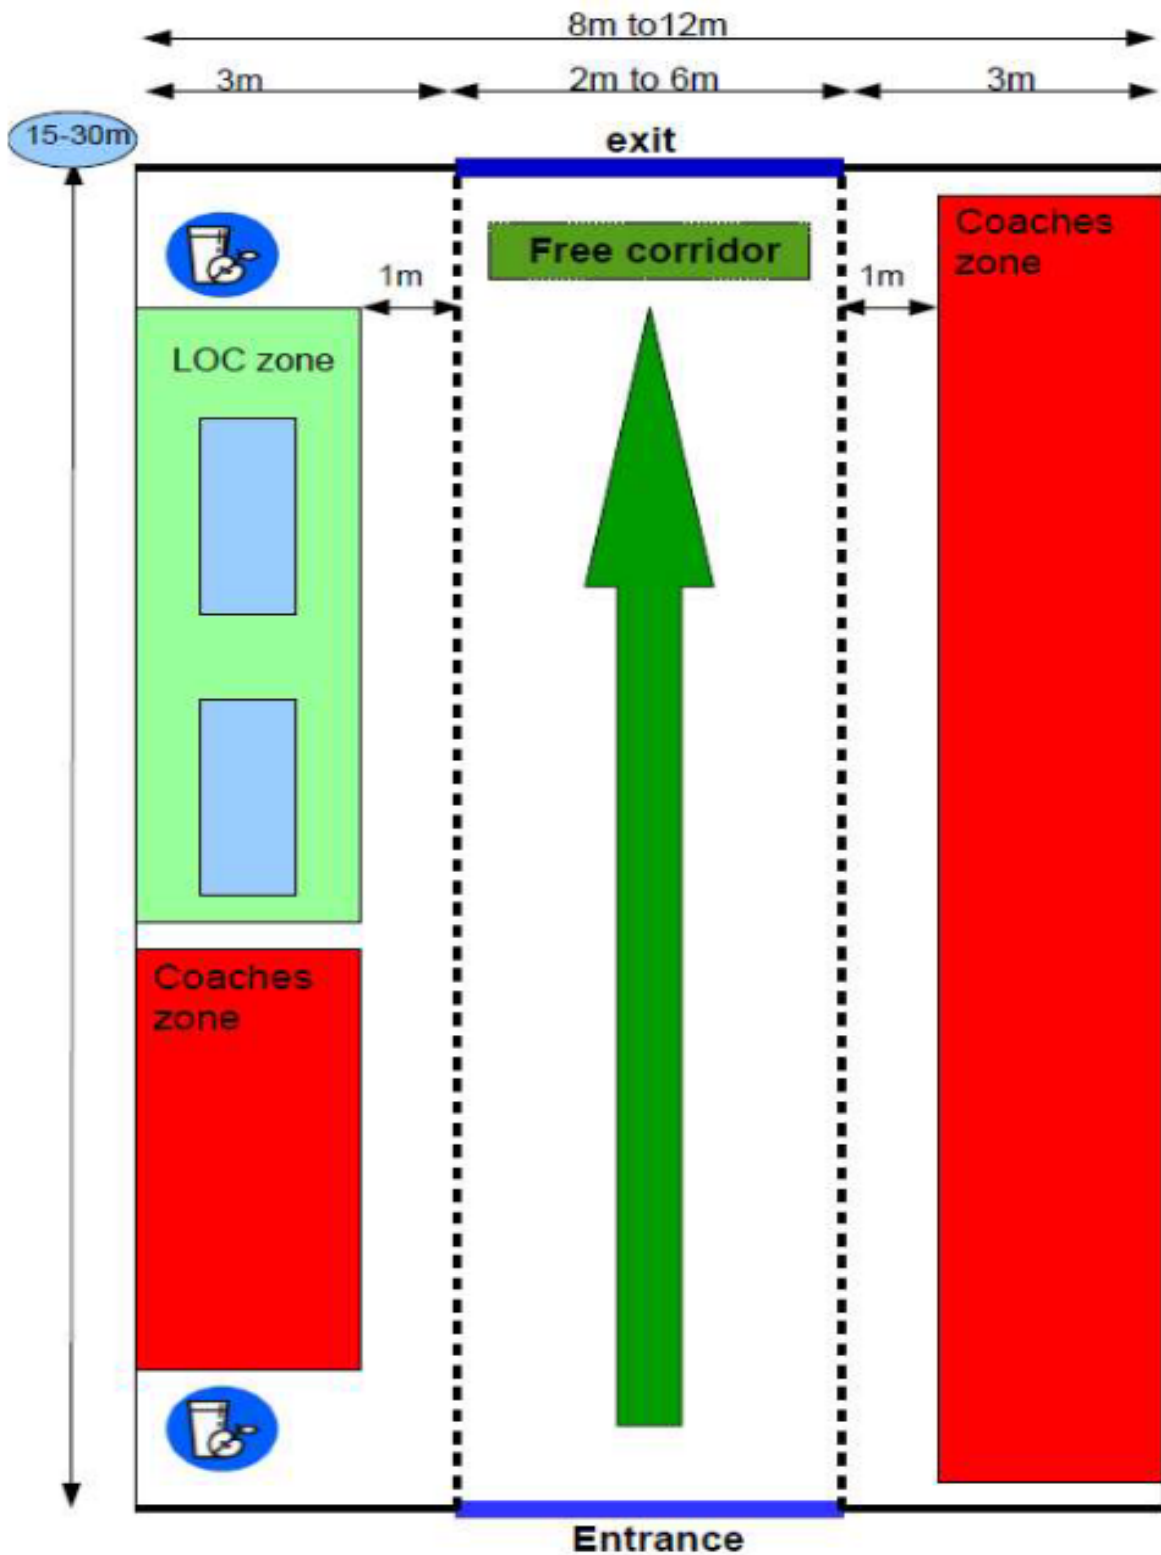 8m to12m
3m
2m to 6m
3m
15-30m
exit
Free corridor
Coaches
zone
1m
1m
LOC zone
Coaches
zone
Entrance